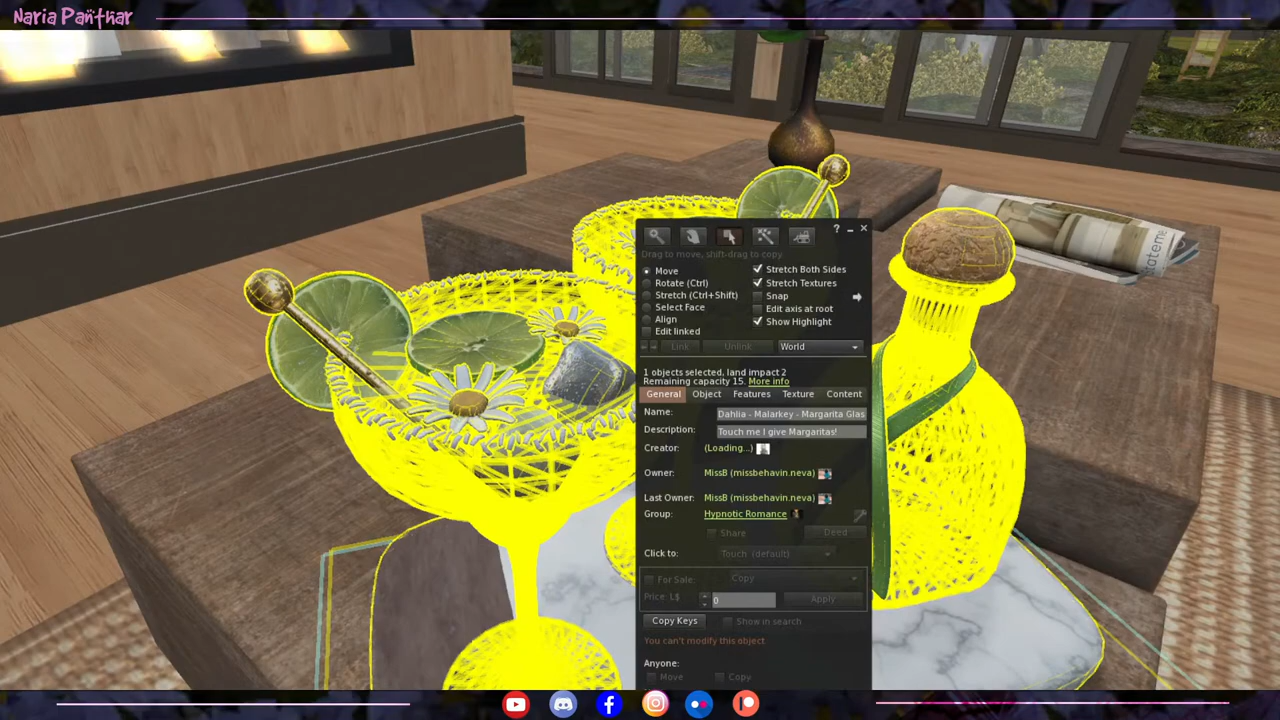 Naria Panthar
?
Drag to move, shift-drag to copy
Move
Rotate (Ctrl)
Stretch (Ctrl+Shift)
Select Face
Align
Edit linked
Stretch Both Sides
Stretch Textures
Snap
Edit axis at root
Show Highlight
Link
Unlink
World
1 objects selected, land impact 2
Remaining capacity 15. More info
General Object Features Texture Content
Name: Dahlia - Malarkey - Margarita Glas
Description: Touch me I give Margaritas!
Creator: (Loading...)
Owner: MissB (missbehavin.neva)
Last Owner: MissB (missbehavin.neva)
Group: Hypnotic Romance
Share Deed
Click to: Touch (default)
For Sale: Copy
Price: L$ 0 Apply
Copy Keys Show in search
You can't modify this object
Anyone:
Move Copy